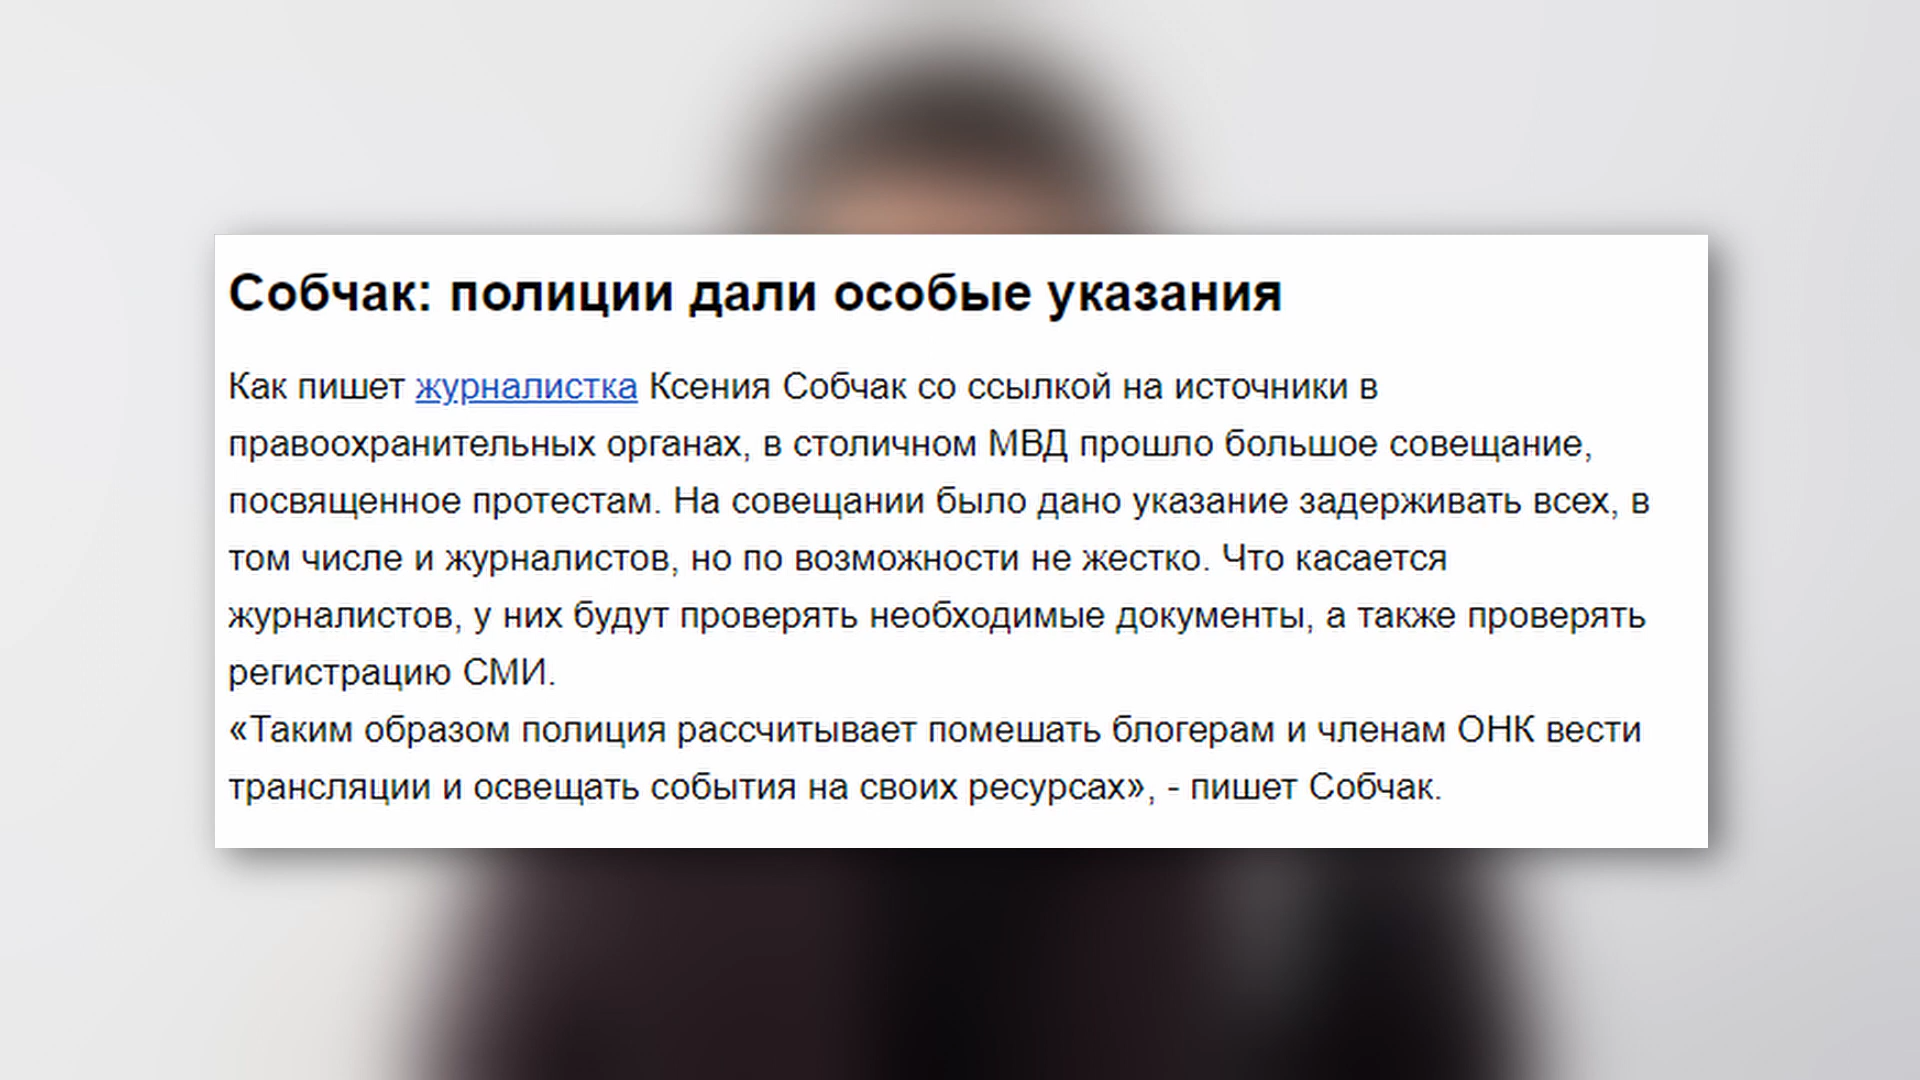 Собчак: полиции дали особые указания
Как пишет журналистка Ксения Собчак со ссылкой на источники в
правоохранительных органах, в столичном МВД прошло большое совещание,
посвященное протестам. На совещании было дано указание задерживать всех, в
том числе и журналистов, но по возможности не жестко. Что касается
журналистов, у них будут проверять необходимые документы, а также проверять
регистрацию СМИ.
«Таким образом полиция рассчитывает помешать блогерам и членам ОНК вести
трансляции и освещать события на своих ресурсах», - пишет Собчак.